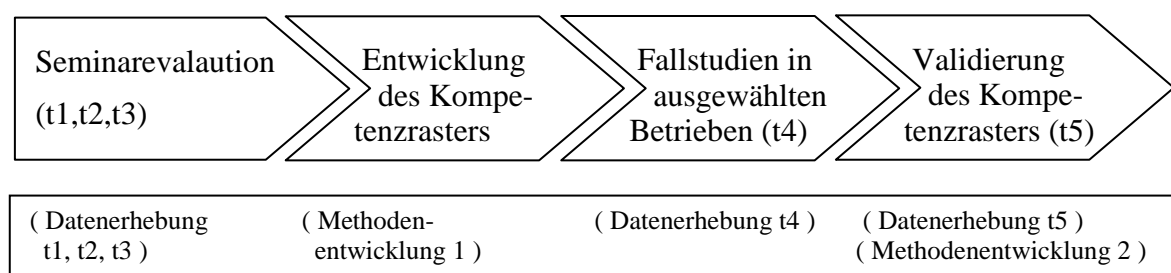 Seminarevalaution
(t1,t2,t3)
Entwicklung
des Kompe-
tenzrasters
Fallstudien in
ausgewählten
Betrieben (t4)
Validierung
des Kompe-
tenzrasters (t5)
( Datenerhebung
t1, t2, t3 )
( Methoden-
entwicklung 1 )
( Datenerhebung t4 )
( Datenerhebung t5 )
( Methodenentwicklung 2 )